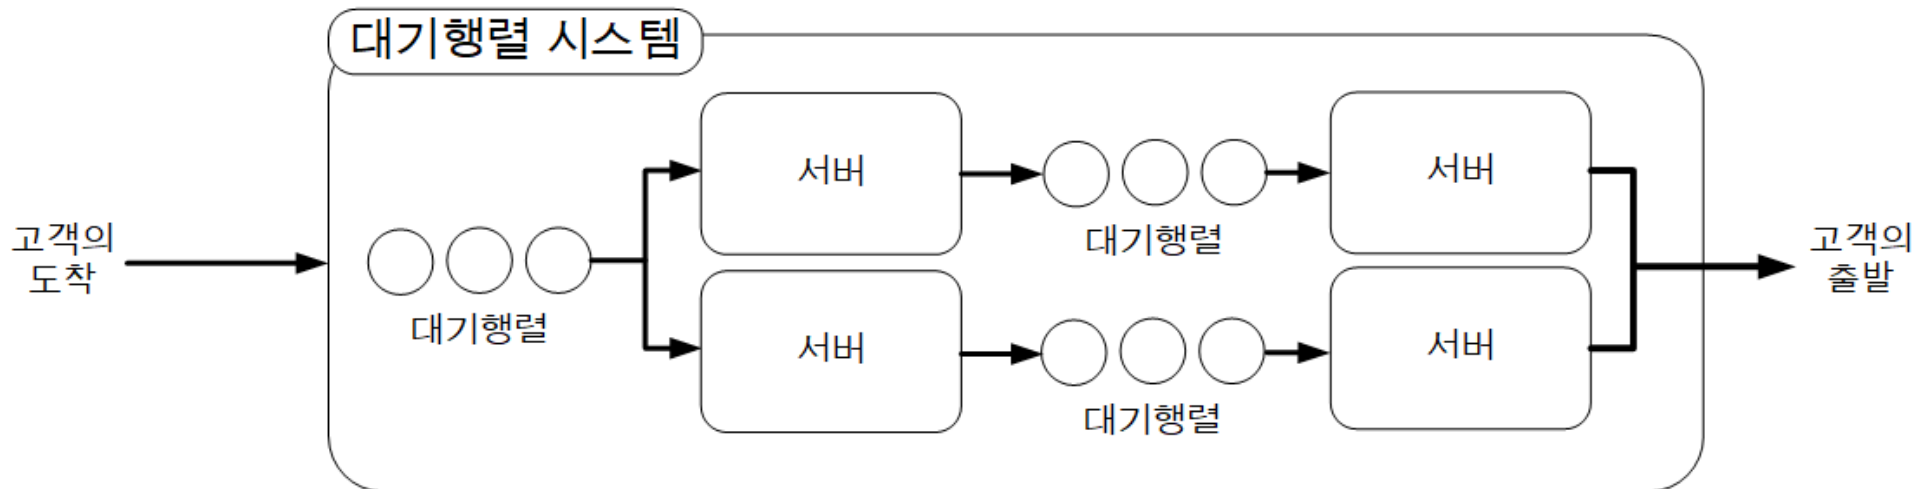 대기행렬 시스템
고객의
도착
대기행렬
서버
서버
대기행렬
대기행렬
서버
서버
고객의
출발